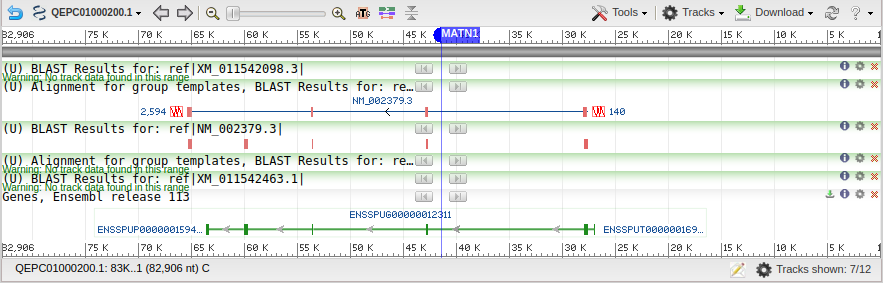 QEPC01000200.1 ATG Tools Tracks Download ?
82,906 75 K 70 K 65 K 60 K 55 K 50 K 45 K MATN1 40 K 35 K 30 K 25 K 20 K 15 K 10 K 5 K 1
(U) BLAST Results for: ref|XM_011542098.3|
Warning: No track data found in this range
(U) Alignment for group templates, BLAST Results for: re...
NM_002379.3
2,594 140
(U) BLAST Results for: ref|NM_002379.3|
(U) Alignment for group templates, BLAST Results for: re...
Warning: No track data found in this range
(U) BLAST Results for: ref|XM_011542463.1|
Warning: No track data found in this range
Genes, Ensembl release 113
ENSSPUG00000012311
ENSSPUP0000001594... ENSSPUT000000169...
82,906 75 K 70 K 65 K 60 K 55 K 50 K 45 K 40 K 35 K 30 K 25 K 20 K 15 K 10 K 5 K 1
QEPC01000200.1: 83K..1 (82,906 nt) C Tracks shown: 7/12